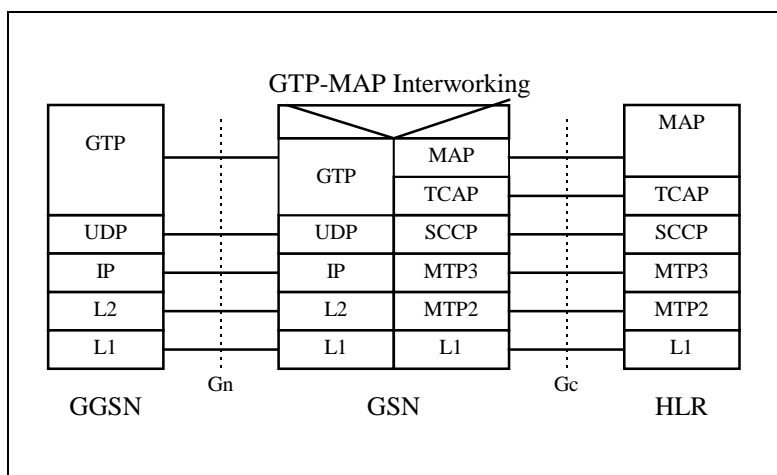 GTP-MAP Interworking
GTP
MAP
GTP
MAP
TCAP
TCAP
UDP
UDP
SCCP
SCCP
IP
IP
MTP3
MTP3
L2
L2
MTP2
MTP2
L1
L1
L1
L1
Gn
Gc
GGSN
GSN
HLR